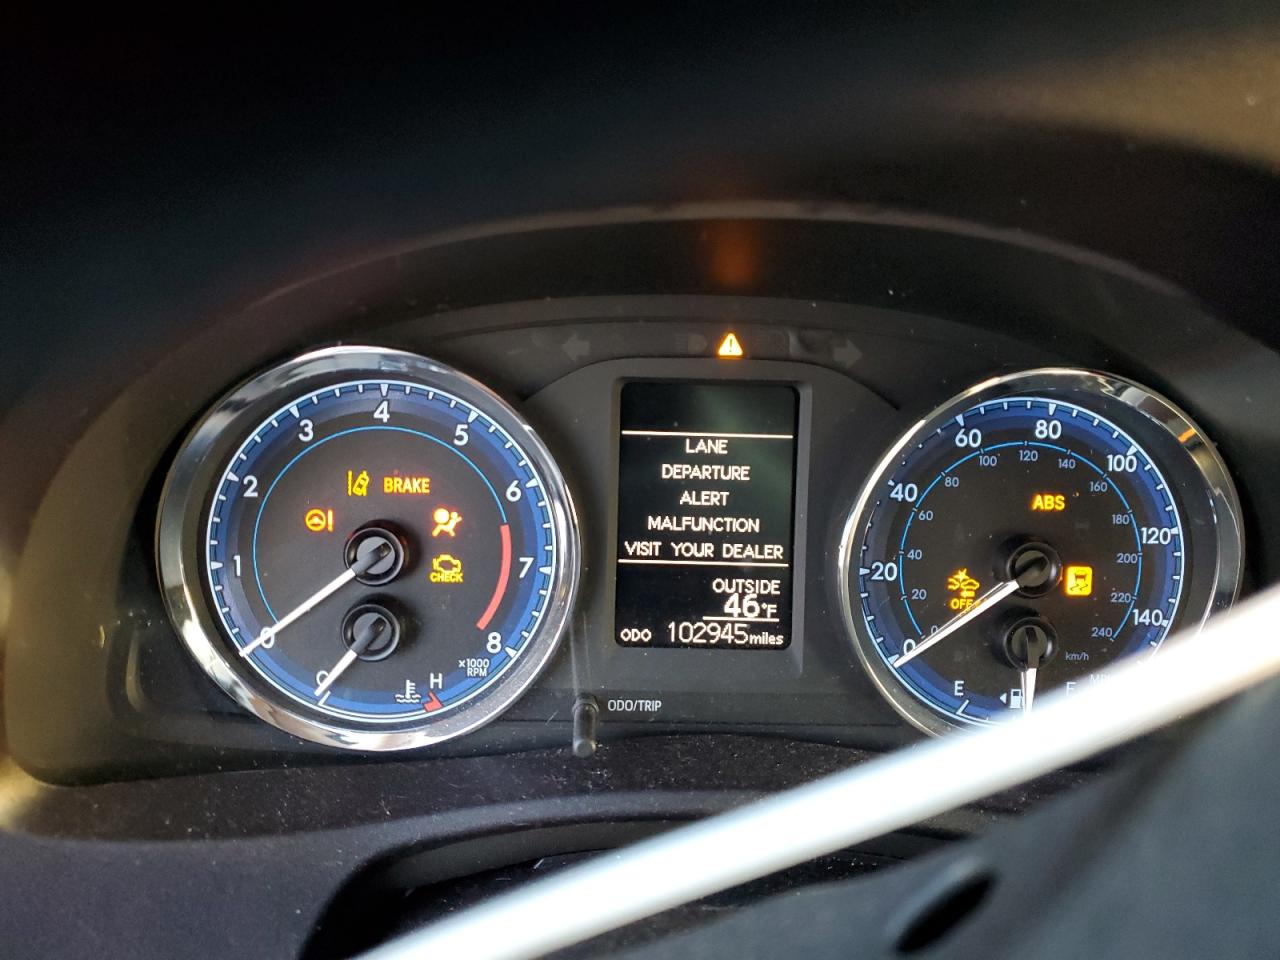 LANE
DEPARTURE
ALERT
MALFUNCTION
VISIT YOUR DEALER
OUTSIDE
46°F
ODO 102945 miles
ODO/TRIP
BRAKE
CHECK
0
1
2
3
4
5
6
7
8
x1000
RPM
C
H
ABS
OFF
0
20
40
60
80
100
120
140
0
20
40
60
80
100
120
140
160
180
200
220
240
km/h
E
F